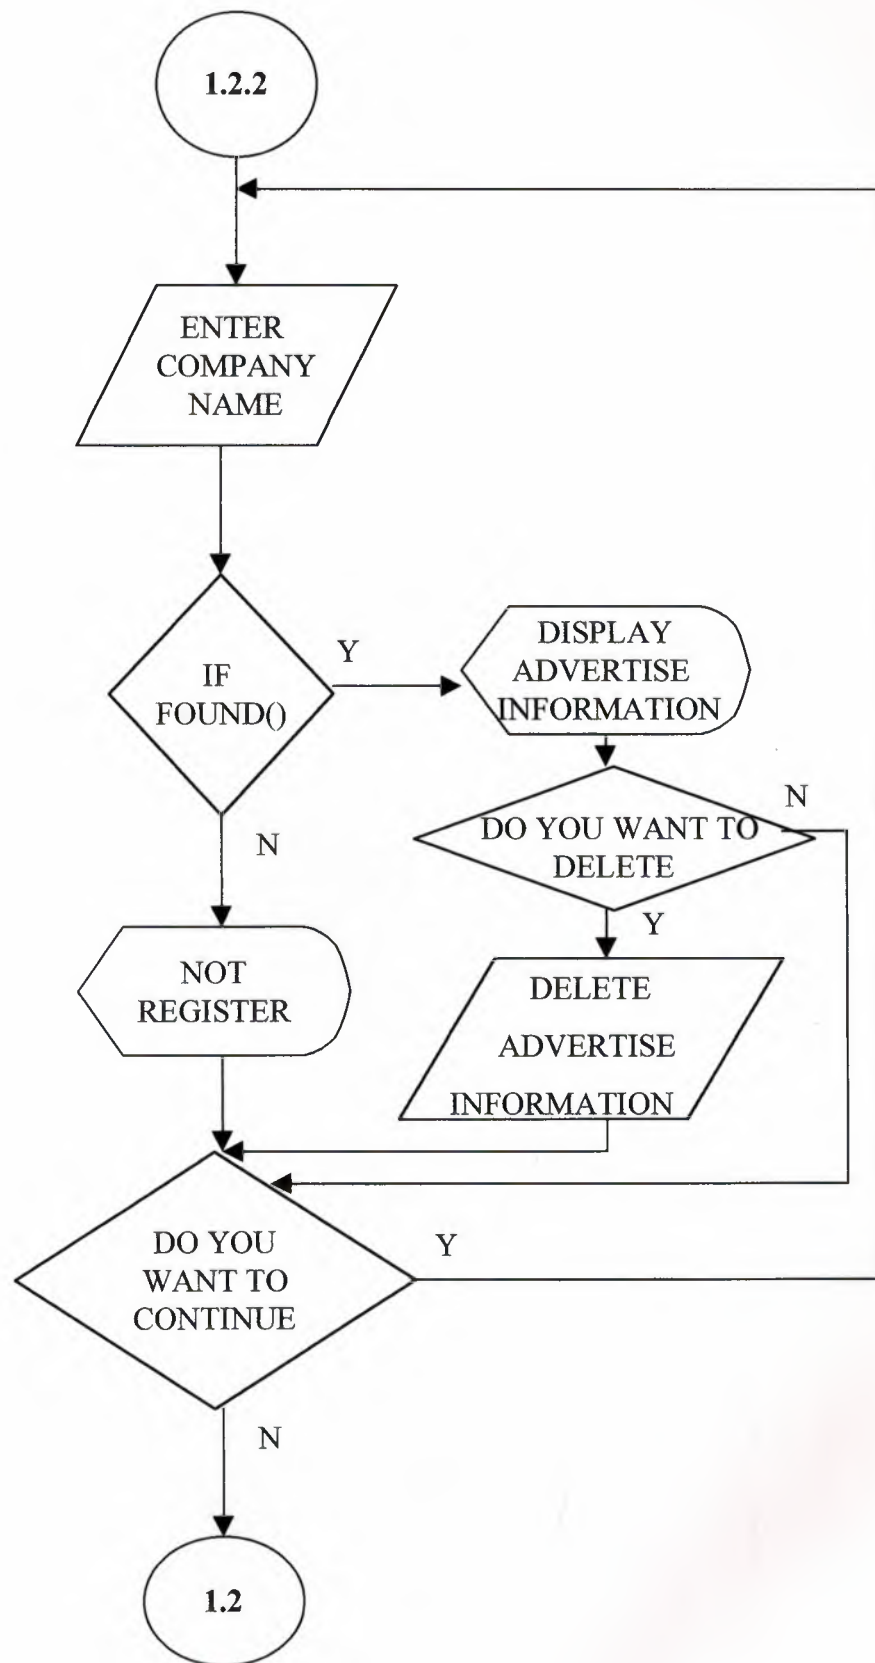 1.2.2
ENTER
COMPANY
NAME
IF
FOUND()
Y
DISPLAY
ADVERTISE
INFORMATION
N
DO YOU WANT TO
DELETE
N
Y
NOT
REGISTER
DELETE
ADVERTISE
INFORMATION
DO YOU
WANT TO
CONTINUE
Y
N
1.2